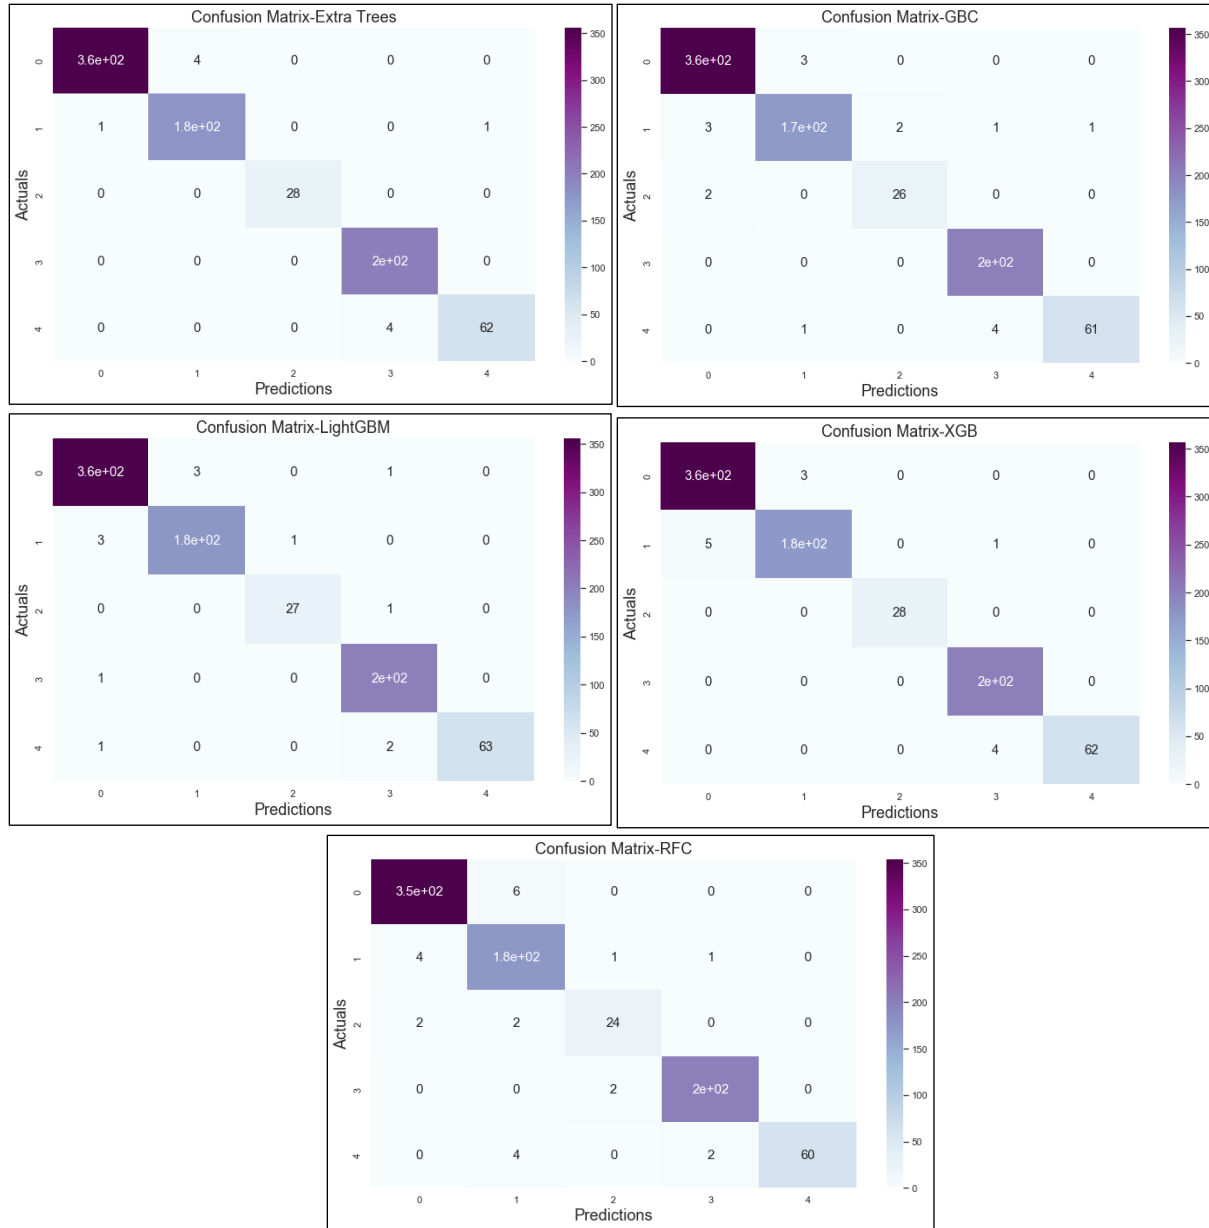 Confusion Matrix-Extra Trees
0 3.6e+02 4 0 0 0
1 1 1.8e+02 0 0 1
2 0 0 28 0 0
3 0 0 0 2e+02 0
4 0 0 0 4 62
0 1 2 3 4
Actuals
Predictions
350
300
250
200
150
100
50
0
Confusion Matrix-GBC
0 3.6e+02 3 0 0 0
1 3 1.7e+02 2 1 1
2 2 0 26 0 0
3 0 0 0 2e+02 0
4 0 1 0 4 61
0 1 2 3 4
Actuals
Predictions
350
300
250
200
150
100
50
0
Confusion Matrix-LightGBM
0 3.6e+02 3 0 1 0
1 3 1.8e+02 1 0 0
2 0 0 27 1 0
3 1 0 0 2e+02 0
4 1 0 0 2 63
0 1 2 3 4
Actuals
Predictions
350
300
250
200
150
100
50
0
Confusion Matrix-XGB
0 3.6e+02 3 0 0 0
1 5 1.8e+02 0 1 0
2 0 0 28 0 0
3 0 0 0 2e+02 0
4 0 0 0 4 62
0 1 2 3 4
Actuals
Predictions
350
300
250
200
150
100
50
0
Confusion Matrix-RFC
0 3.5e+02 6 0 0 0
1 4 1.8e+02 1 1 0
2 2 2 24 0 0
3 0 0 2 2e+02 0
4 0 4 0 2 60
0 1 2 3 4
Actuals
Predictions
350
300
250
200
150
100
50
0